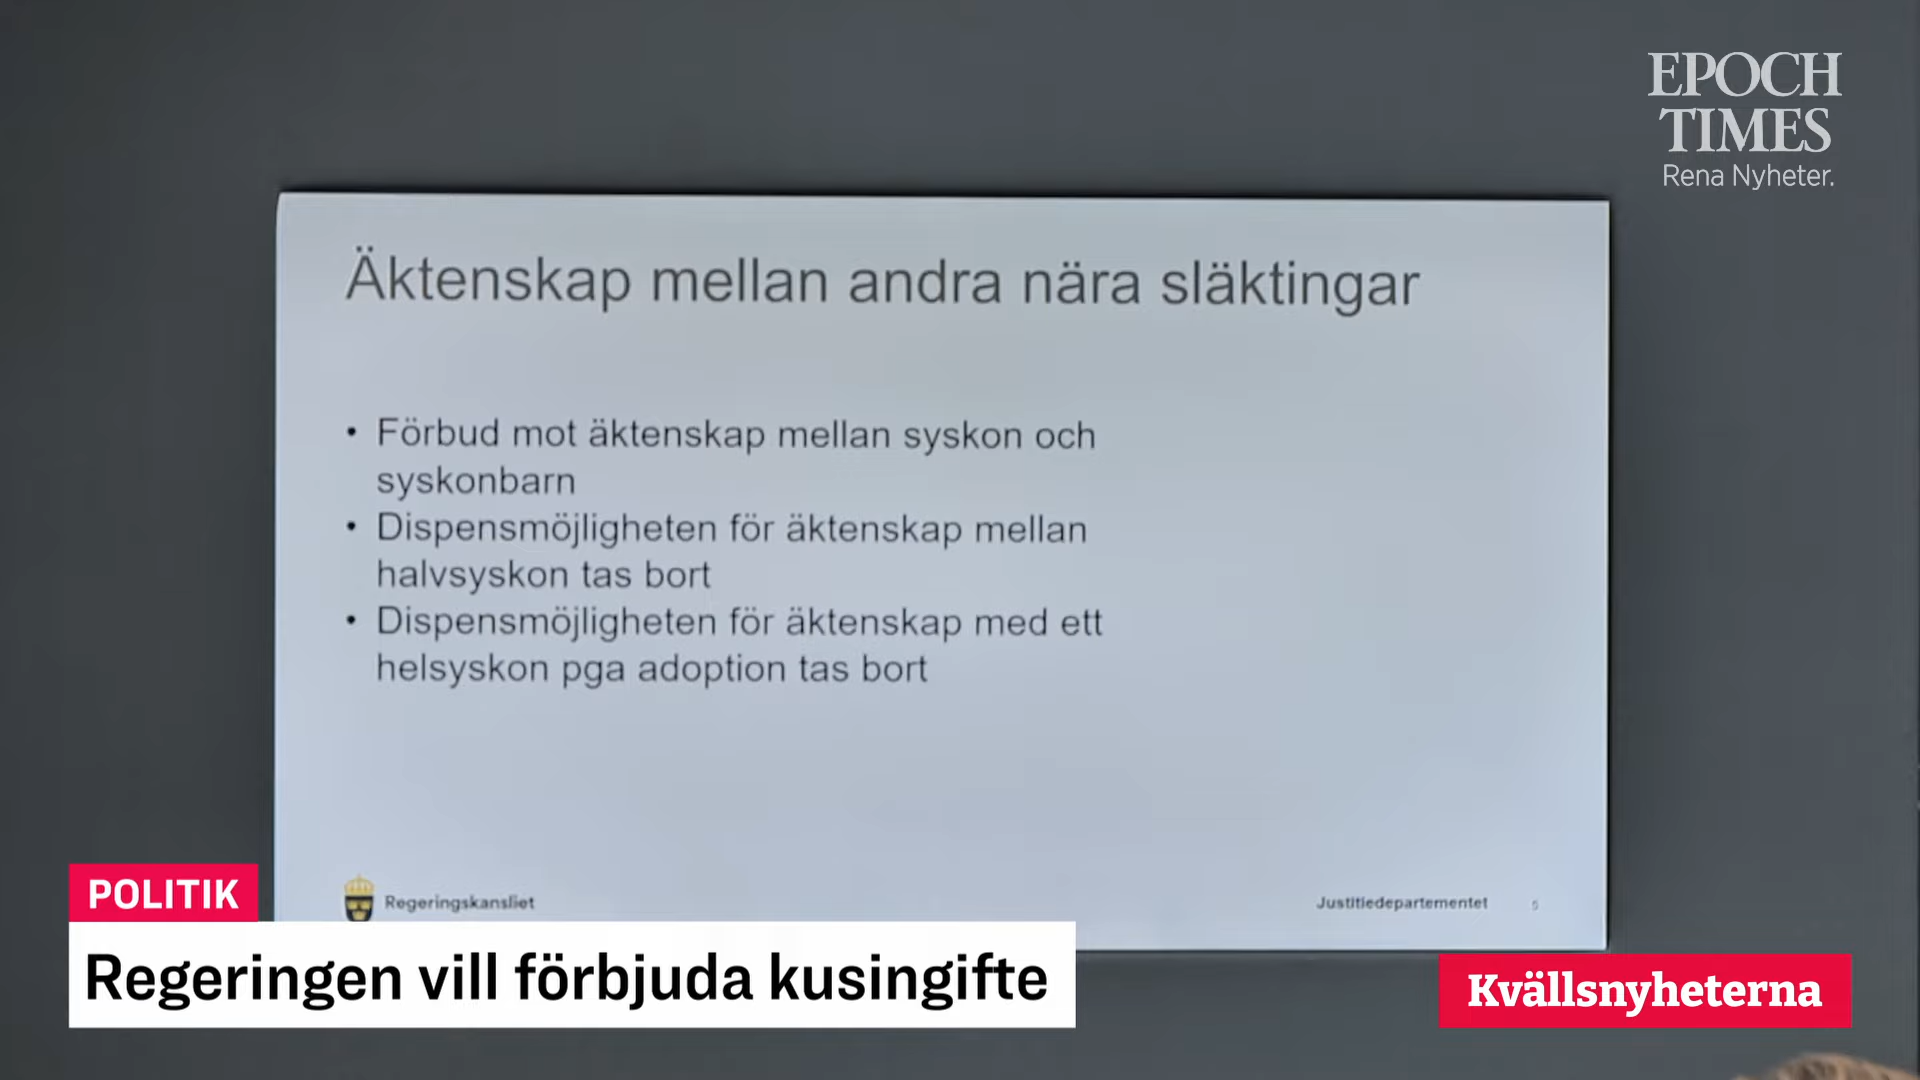 EPOCH
TIMES
Rena Nyheter.
Äktenskap mellan andra nära släktingar
• Förbud mot äktenskap mellan syskon och
syskonbarn
• Dispensmöjligheten för äktenskap mellan
halvsyskon tas bort
• Dispensmöjligheten för äktenskap med ett
helsyskon pga adoption tas bort
Regeringskansliet
Justitiedepartementet
5
POLITIK
Regeringen vill förbjuda kusingifte
Kvällsnyheterna